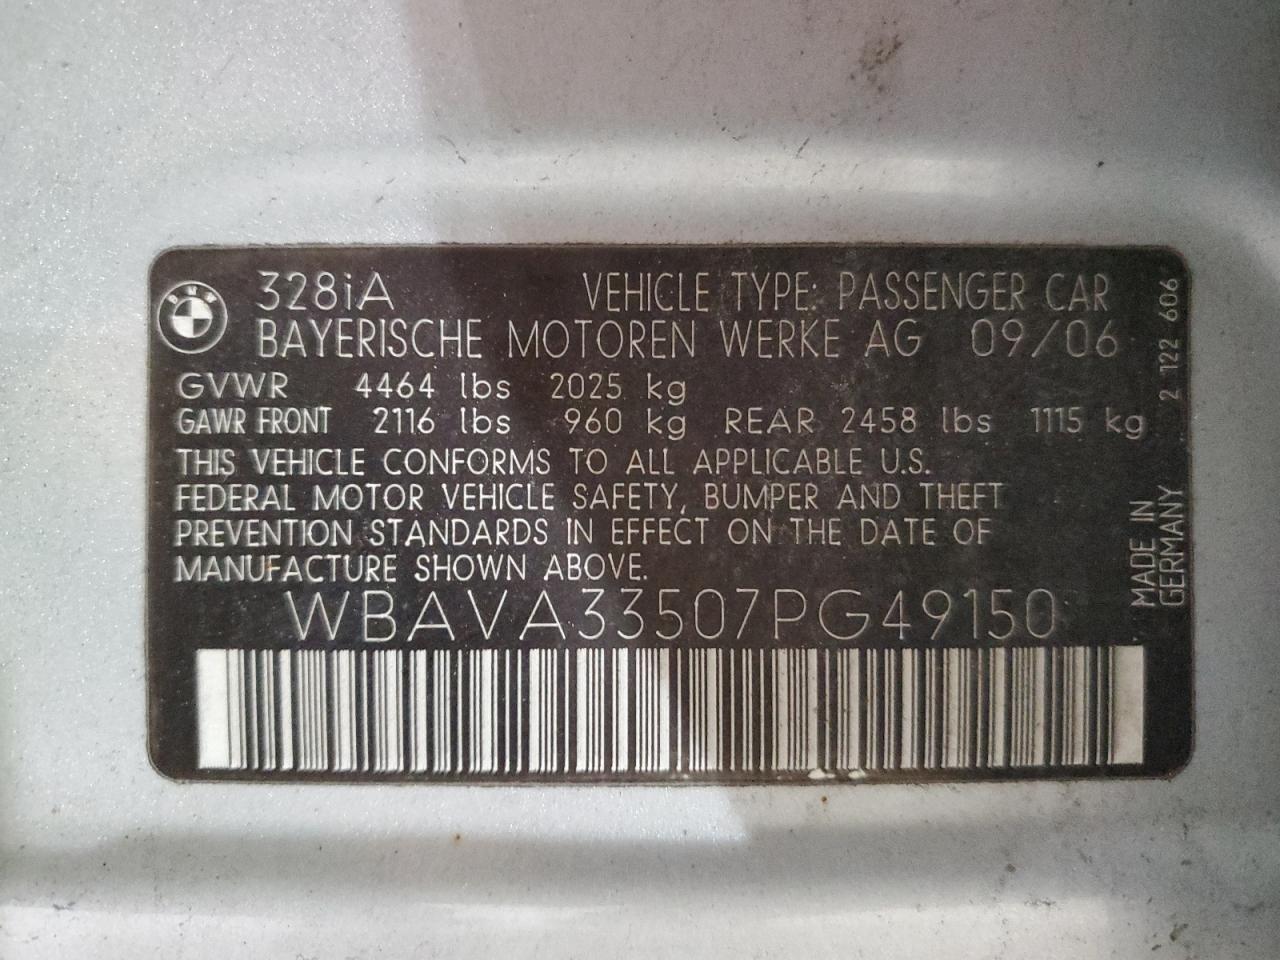 BMW
328iA VEHICLE TYPE: PASSENGER CAR
BAYERISCHE MOTOREN WERKE AG 09/06
GVWR 4464 lbs 2025 kg
GAWR FRONT 2116 lbs 960 kg REAR 2458 lbs 1115 kg
THIS VEHICLE CONFORMS TO ALL APPLICABLE U.S.
FEDERAL MOTOR VEHICLE SAFETY, BUMPER AND THEFT
PREVENTION STANDARDS IN EFFECT ON THE DATE OF
MANUFACTURE SHOWN ABOVE.
WBAVA33507PG49150
2 122 606
MADE IN
GERMANY